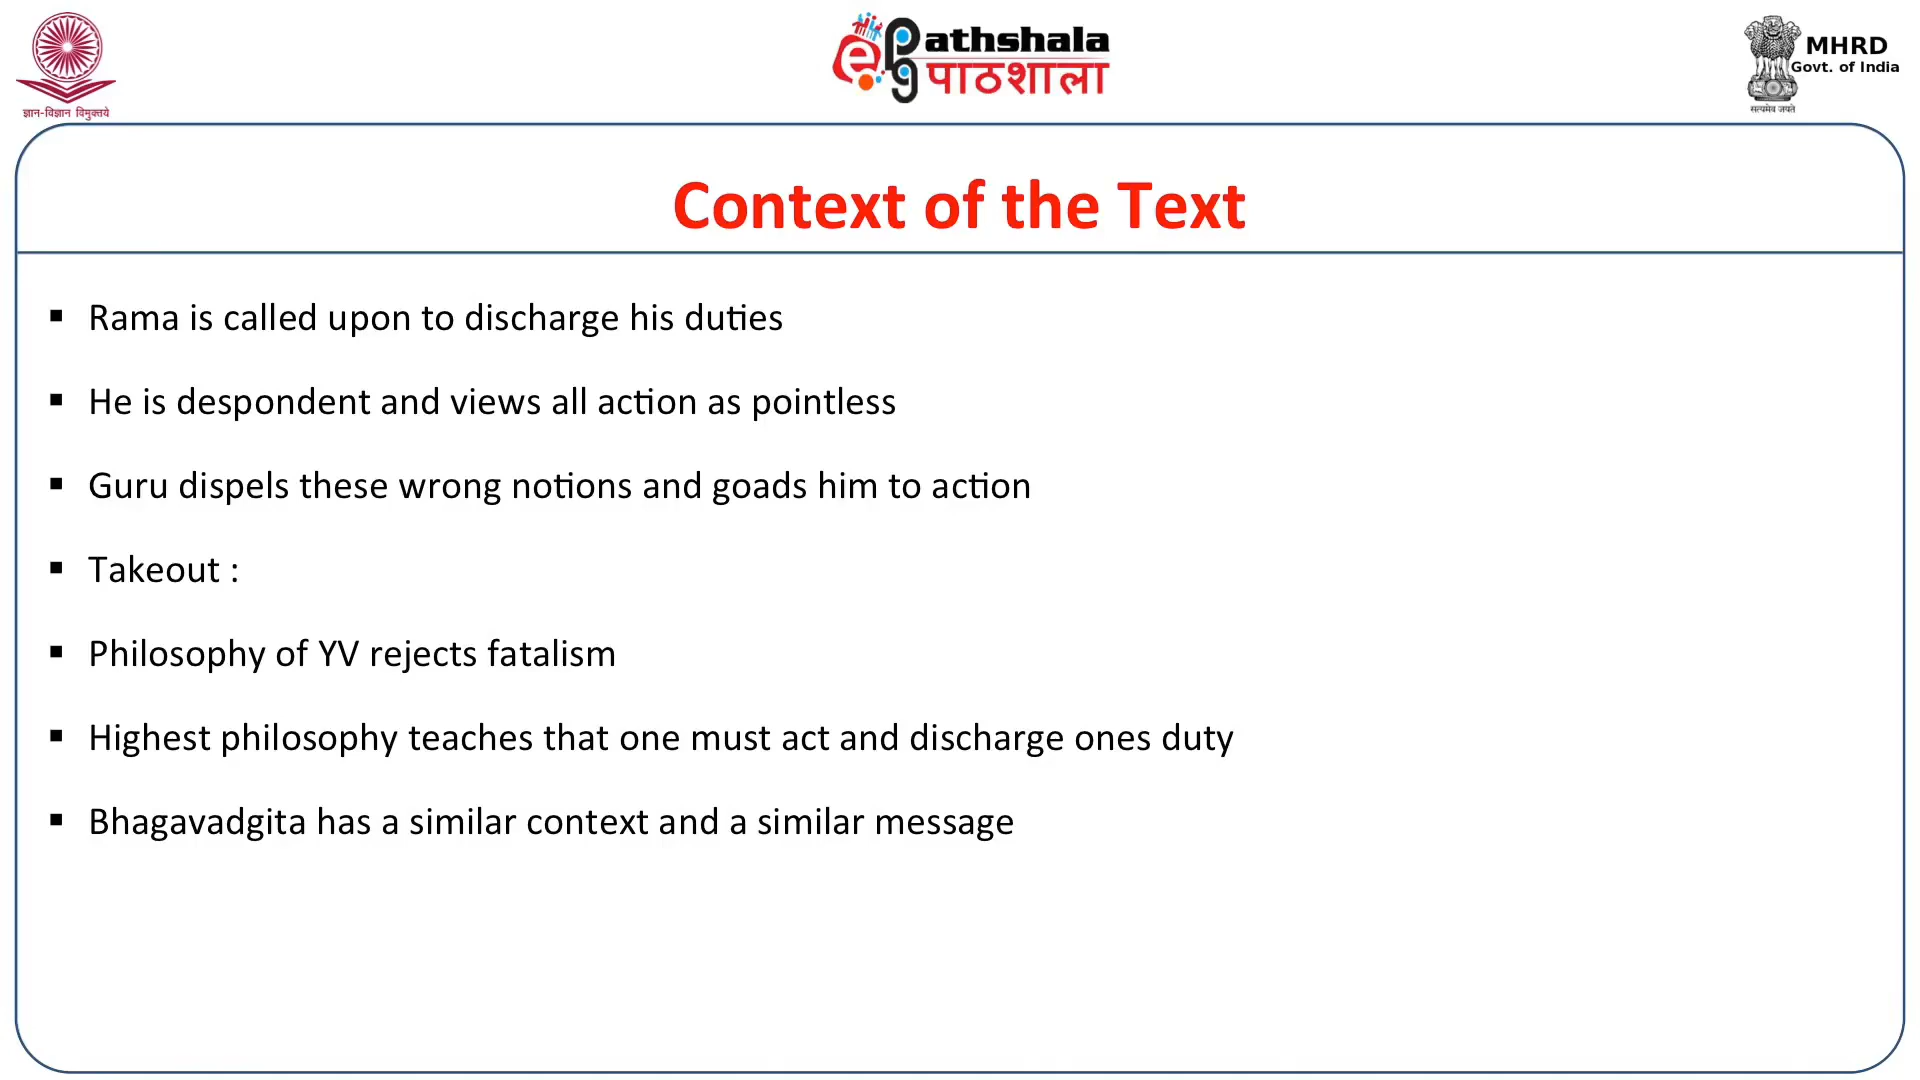 ज्ञान-विज्ञान विमुक्तये
e
pg
athshala
पाठशाला
MHRD
Govt. of India
सत्यमेव जयते
Context of the Text
▪ Rama is called upon to discharge his duties
▪ He is despondent and views all action as pointless
▪ Guru dispels these wrong notions and goads him to action
▪ Takeout :
▪ Philosophy of YV rejects fatalism
▪ Highest philosophy teaches that one must act and discharge ones duty
▪ Bhagavadgita has a similar context and a similar message